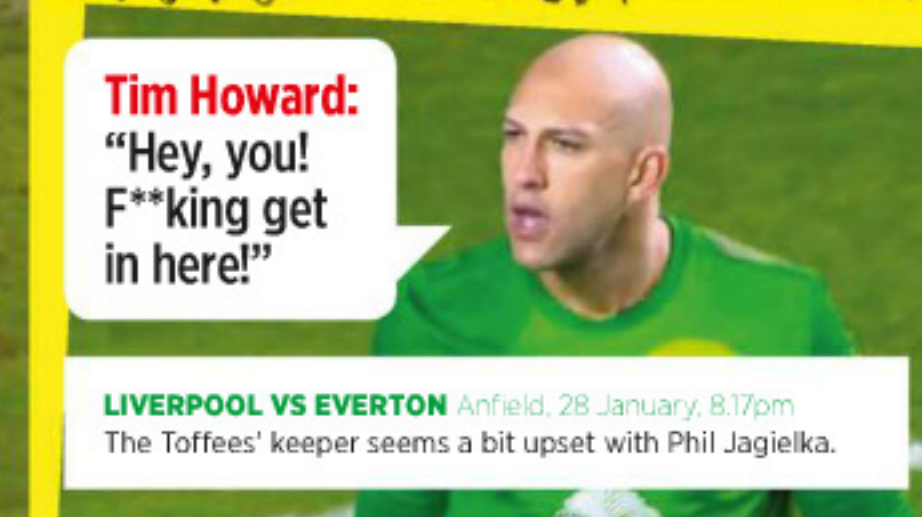 Tim Howard:
“Hey, you!
F**king get
in here!”
LIVERPOOL VS EVERTON Anfield, 28 January, 8.17pm
The Toffees' keeper seems a bit upset with Phil Jagielka.